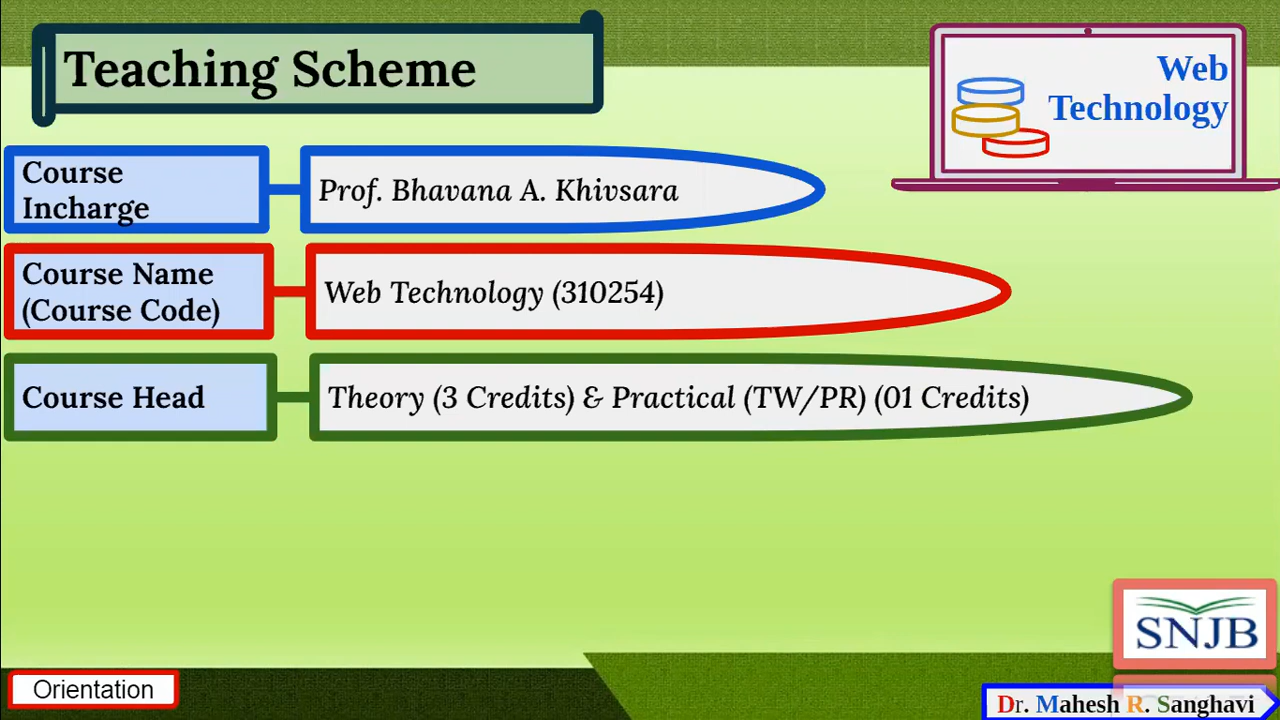 Teaching Scheme
Web
Technology
Course
Incharge
Prof. Bhavana A. Khivsara
Course Name
(Course Code)
Web Technology (310254)
Course Head
Theory (3 Credits) & Practical (TW/PR) (01 Credits)
SNJB
Orientation
Dr. Mahesh R. Sanghavi